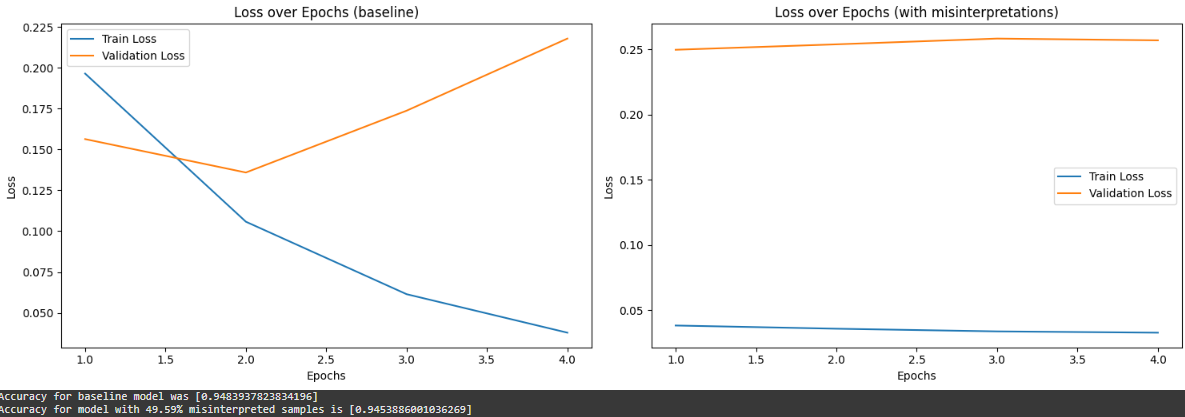 Loss over Epochs (baseline)
Train Loss
Validation Loss
0.225
0.200
0.175
0.150
0.125
0.100
0.075
0.050
Loss
1.0 1.5 2.0 2.5 3.0 3.5 4.0
Epochs
Loss over Epochs (with misinterpretations)
0.25
0.20
0.15
0.10
0.05
Loss
Train Loss
Validation Loss
1.0 1.5 2.0 2.5 3.0 3.5 4.0
Epochs
Accuracy for baseline model was [0.9483937823834196]
Accuracy for model with 49.59% misinterpreted samples is [0.9453886001036269]